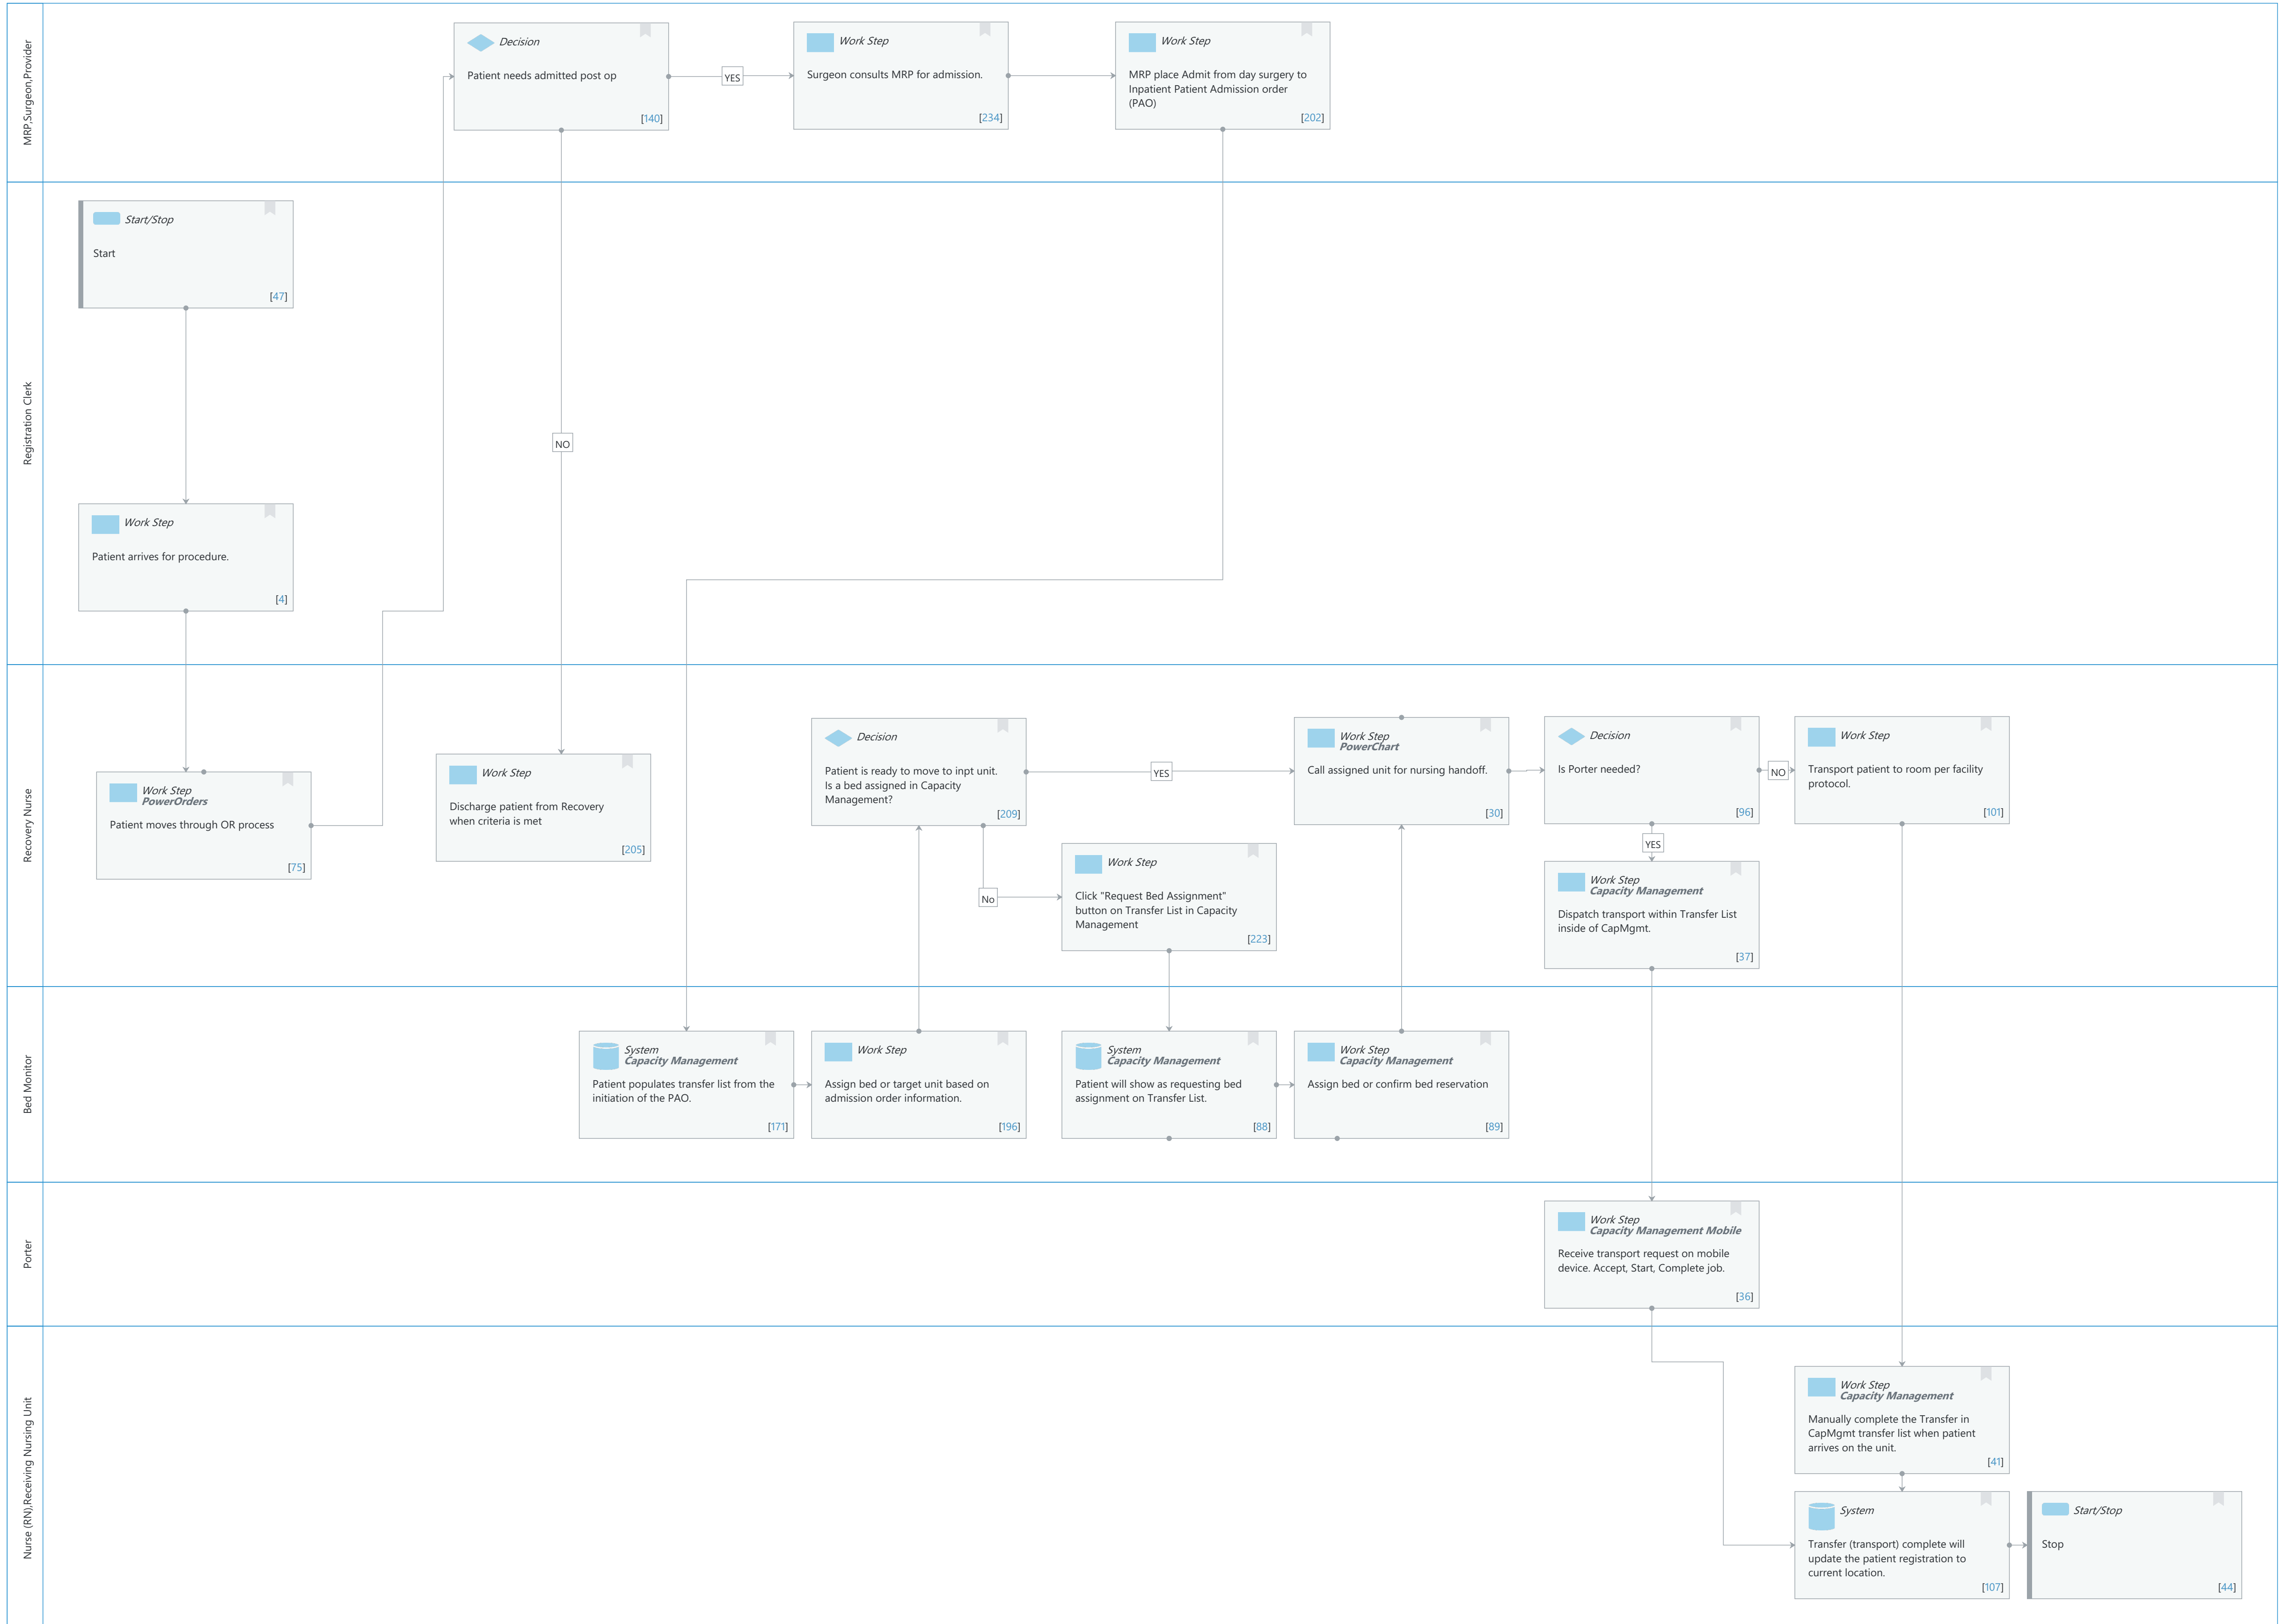 MRP,Surgeon,Provider
Decision
Patient needs admitted post op
[140]
YES
Work Step
Surgeon consults MRP for admission.
[234]
Work Step
MRP place Admit from day surgery to
Inpatient Patient Admission order
(PAO)
[202]
Registration Clerk
Start/Stop
Start
[47]
NO
Work Step
Patient arrives for procedure.
[4]
Recovery Nurse
Work Step
PowerOrders
Patient moves through OR process
[75]
Work Step
Discharge patient from Recovery
when criteria is met
[205]
Decision
Patient is ready to move to inpt unit.
Is a bed assigned in Capacity
Management?
[209]
YES
No
Work Step
Click "Request Bed Assignment"
button on Transfer List in Capacity
Management
[223]
Work Step
PowerChart
Call assigned unit for nursing handoff.
[30]
Decision
Is Porter needed?
[96]
NO
Work Step
Transport patient to room per facility
protocol.
[101]
YES
Work Step
Capacity Management
Dispatch transport within Transfer List
inside of CapMgmt.
[37]
Bed Monitor
System
Capacity Management
Patient populates transfer list from the
initiation of the PAO.
[171]
Work Step
Assign bed or target unit based on
admission order information.
[196]
System
Capacity Management
Patient will show as requesting bed
assignment on Transfer List.
[88]
Work Step
Capacity Management
Assign bed or confirm bed reservation
[89]
Porter
Work Step
Capacity Management Mobile
Receive transport request on mobile
device. Accept, Start, Complete job.
[36]
Nurse (RN),Receiving Nursing Unit
Work Step
Capacity Management
Manually complete the Transfer in
CapMgmt transfer list when patient
arrives on the unit.
[41]
System
Transfer (transport) complete will
update the patient registration to
current location.
[107]
Start/Stop
Stop
[44]